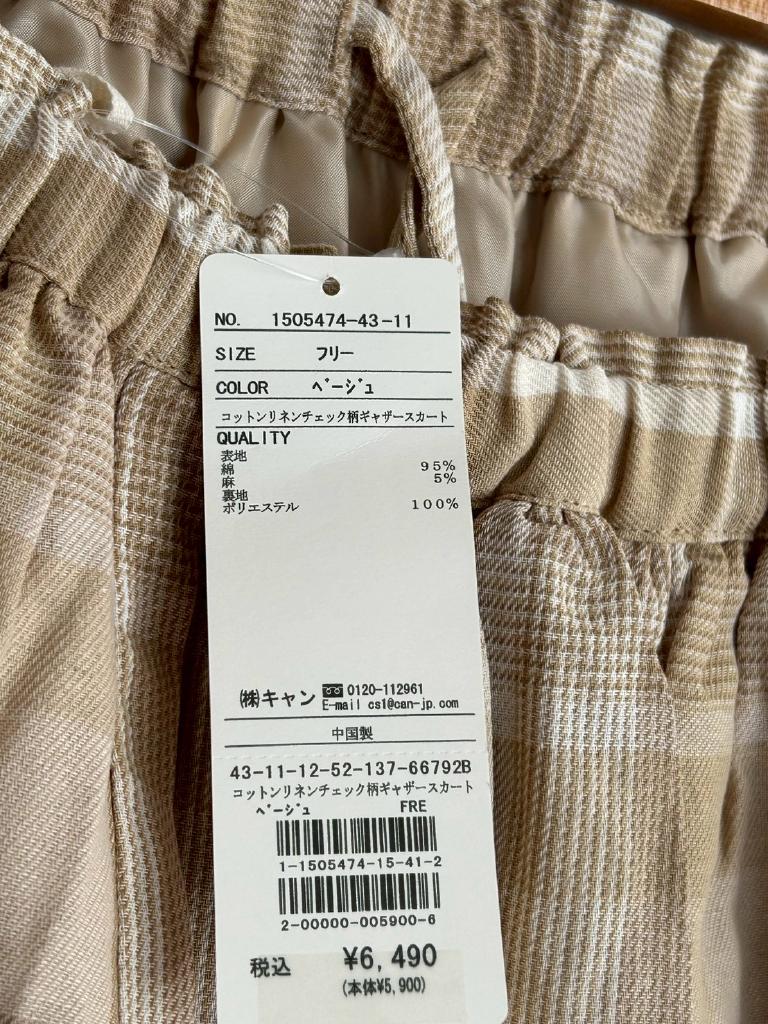 NO. 1505474-43-11
SIZE フリー
COLOR ベージュ
コットンリネンチェック柄ギャザースカート
QUALITY
表地
綿 95%
麻 5%
裏地
ポリエステル 100%
㈱キャン 0120-112961
E-mail cs1@can-jp.com
中国製
43-11-12-52-137-66792B
コットンリネンチェック柄ギャザースカート
ベージュ FRE
1-1505474-15-41-2
2-00000-005900-6
税込 ¥6,490
(本体¥5,900)